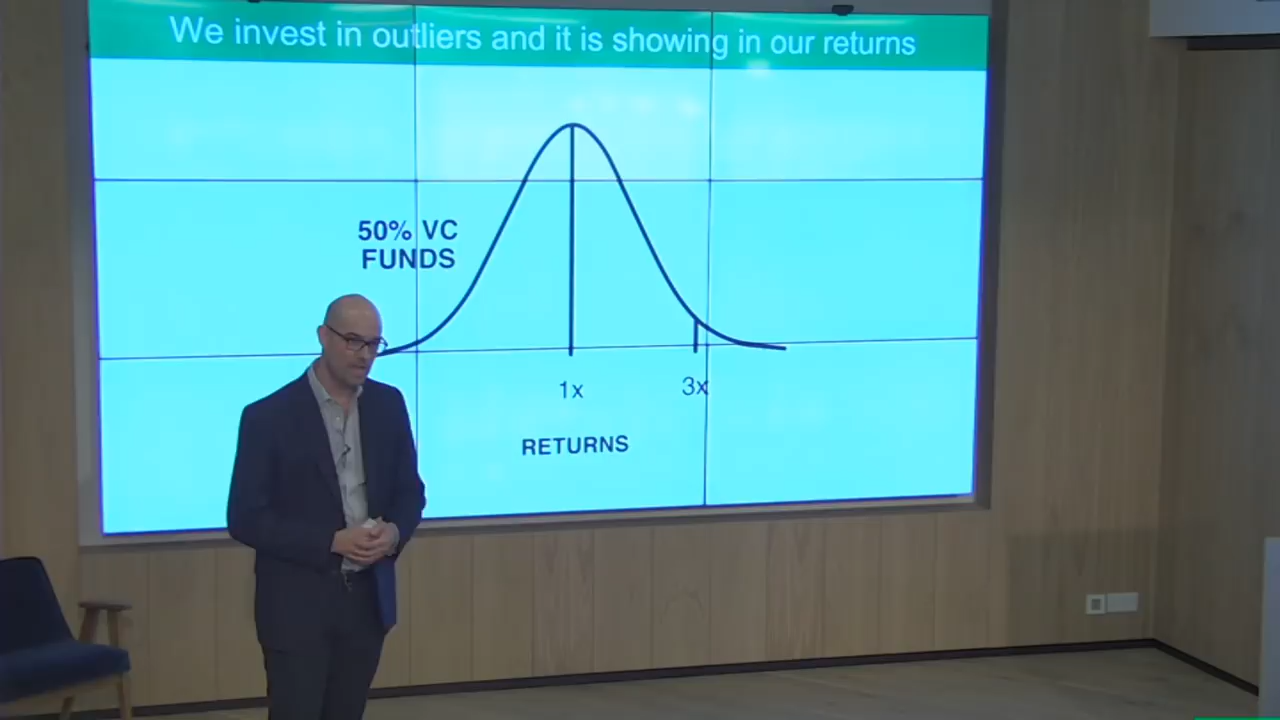 We invest in outliers and it is showing in our returns
50% VC
FUNDS
1x
3x
RETURNS